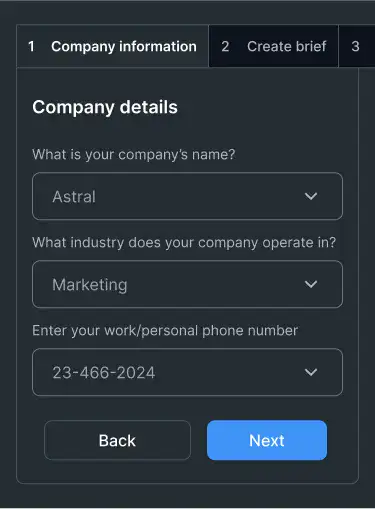 1 Company information 2 Create brief 3
Company details
What is your company’s name?
Astral
What industry does your company operate in?
Marketing
Enter your work/personal phone number
23-466-2024
Back Next